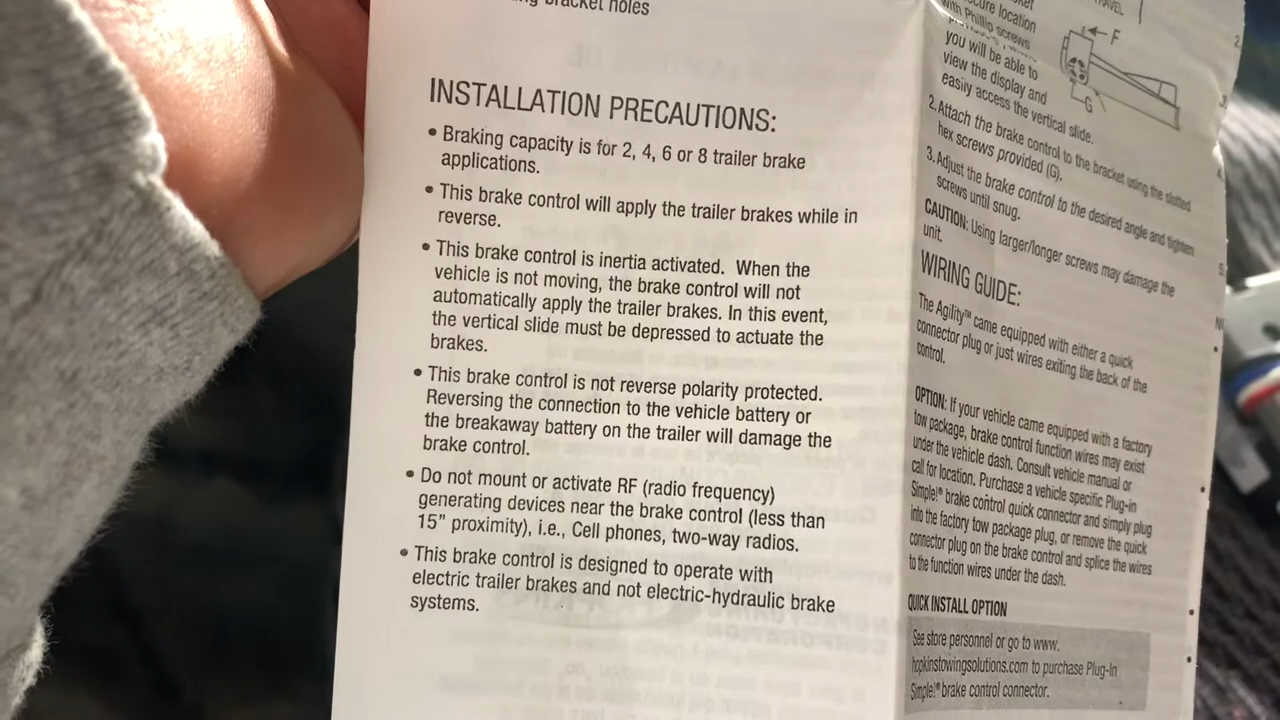 bracket holes
INSTALLATION PRECAUTIONS:
• Braking capacity is for 2, 4, 6 or 8 trailer brake
applications.
• This brake control will apply the trailer brakes while in
reverse.
• This brake control is inertia activated. When the
vehicle is not moving, the brake control will not
automatically apply the trailer brakes. In this event,
the vertical slide must be depressed to actuate the
brakes.
• This brake control is not reverse polarity protected.
Reversing the connection to the vehicle battery or
the breakaway battery on the trailer will damage the
brake control.
• Do not mount or activate RF (radio frequency)
generating devices near the brake control (less than
15” proximity), i.e., Cell phones, two-way radios.
• This brake control is designed to operate with
electric trailer brakes and not electric-hydraulic brake
systems.
location
with Phillip screws
you will be able to
view the display and
easily access the vertical slide.
F
G
2. Attach the brake control to the bracket using the slotted
hex screws provided (G).
3. Adjust the brake control to the desired angle and tighten
screws until snug.
CAUTION: Using larger/longer screws may damage the
unit.
WIRING GUIDE:
The Agility™ came equipped with either a quick
connector plug or just wires exiting the back of the
control.
OPTION: If your vehicle came equipped with a factory
tow package, brake control function wires may exist
under the vehicle dash. Consult vehicle manual or
call for location. Purchase a vehicle specific Plug-in
Simple!® brake control quick connector and simply plug
into the factory tow package plug, or remove the quick
connector plug on the brake control and splice the wires
to the function wires under the dash.
QUICK INSTALL OPTION
See store personnel or go to www.
hopkinstowingsolutions.com to purchase Plug-In
Simple!® brake control connector.
2.
3.
4.
5.